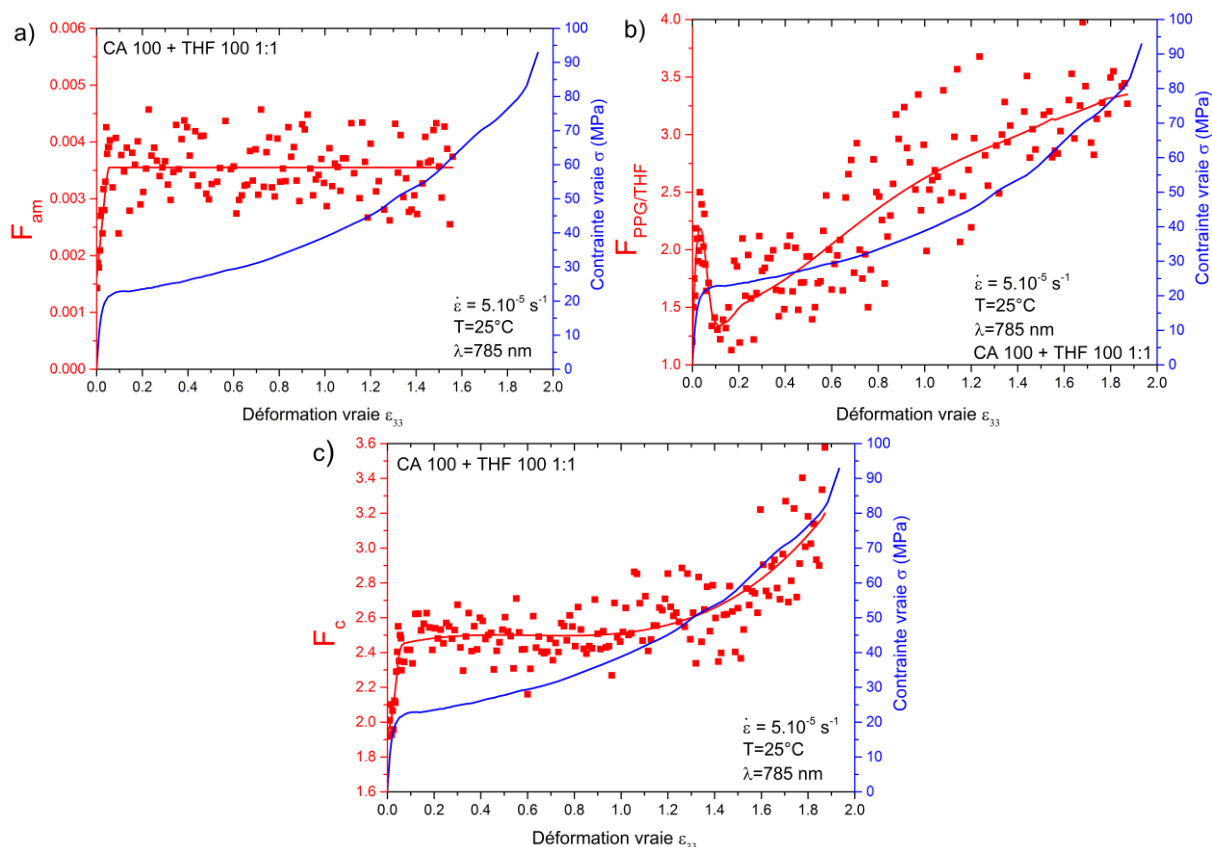 a)
CA 100 + THF 100 1:1
0.006
0.005
0.004
0.003
0.002
0.001
0.000
F_am
100
90
80
70
60
50
40
30
20
10
0
Contrainte vraie σ (MPa)
ε̇ = 5.10⁻⁵ s⁻¹
T=25°C
λ=785 nm
0.0 0.2 0.4 0.6 0.8 1.0 1.2 1.4 1.6 1.8 2.0
Déformation vraie ε₃₃
b)
4.0
3.5
3.0
2.5
2.0
1.5
1.0
F_PPG/THF
100
90
80
70
60
50
40
30
20
10
0
Contrainte vraie σ (MPa)
ε̇ = 5.10⁻⁵ s⁻¹
T=25°C
λ=785 nm
CA 100 + THF 100 1:1
0.0 0.2 0.4 0.6 0.8 1.0 1.2 1.4 1.6 1.8 2.0
Déformation vraie ε₃₃
c)
CA 100 + THF 100 1:1
3.6
3.4
3.2
3.0
2.8
2.6
2.4
2.2
2.0
1.8
1.6
F_c
100
90
80
70
60
50
40
30
20
10
0
Contrainte vraie σ (MPa)
ε̇ = 5.10⁻⁵ s⁻¹
T=25°C
λ=785 nm
0.0 0.2 0.4 0.6 0.8 1.0 1.2 1.4 1.6 1.8 2.0
Déformation vraie ε₃₃